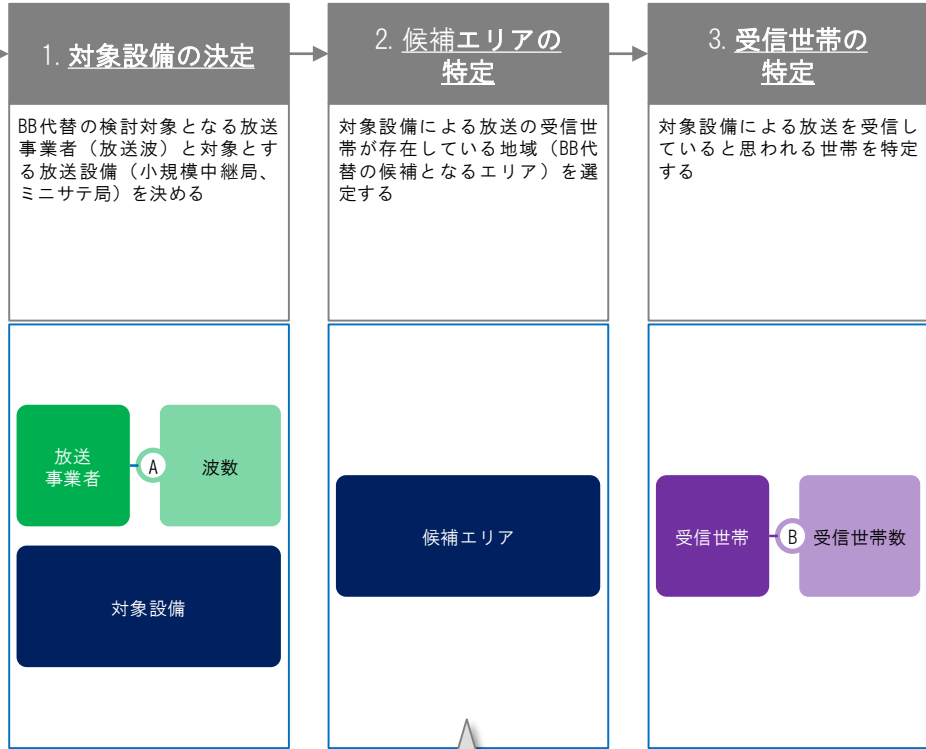 1. 対象設備の決定
BB代替の検討対象となる放送
事業者（放送波）と対象とす
る放送設備（小規模中継局、
ミニサテ局）を決める
放送
事業者
A
波数
対象設備
2. 候補エリアの
特定
対象設備による放送の受信世
帯が存在している地域（BB代
替の候補となるエリア）を選
定する
候補エリア
3. 受信世帯の
特定
対象設備による放送を受信し
ていると思われる世帯を特定
する
受信世帯
B
受信世帯数